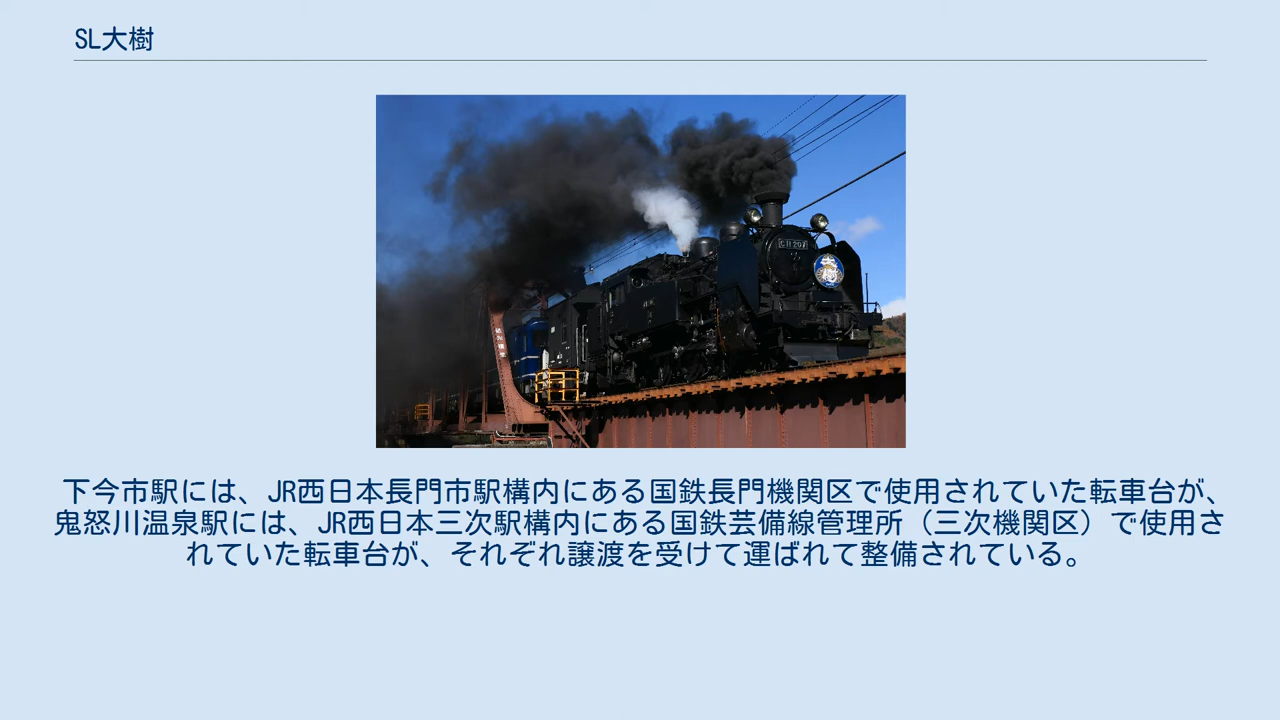 SL大樹
C11 207
下今市駅には、JR西日本長門市駅構内にある国鉄長門機関区で使用されていた転車台が、
鬼怒川温泉駅には、JR西日本三次駅構内にある国鉄芸備線管理所（三次機関区）で使用さ
れていた転車台が、それぞれ譲渡を受けて運ばれて整備されている。